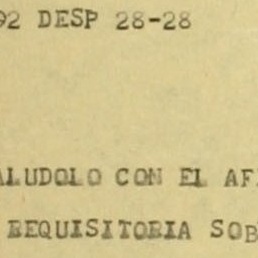 92 DESP 28-28
ALUDOLO CON EL AF
REQUISITORIA SOB